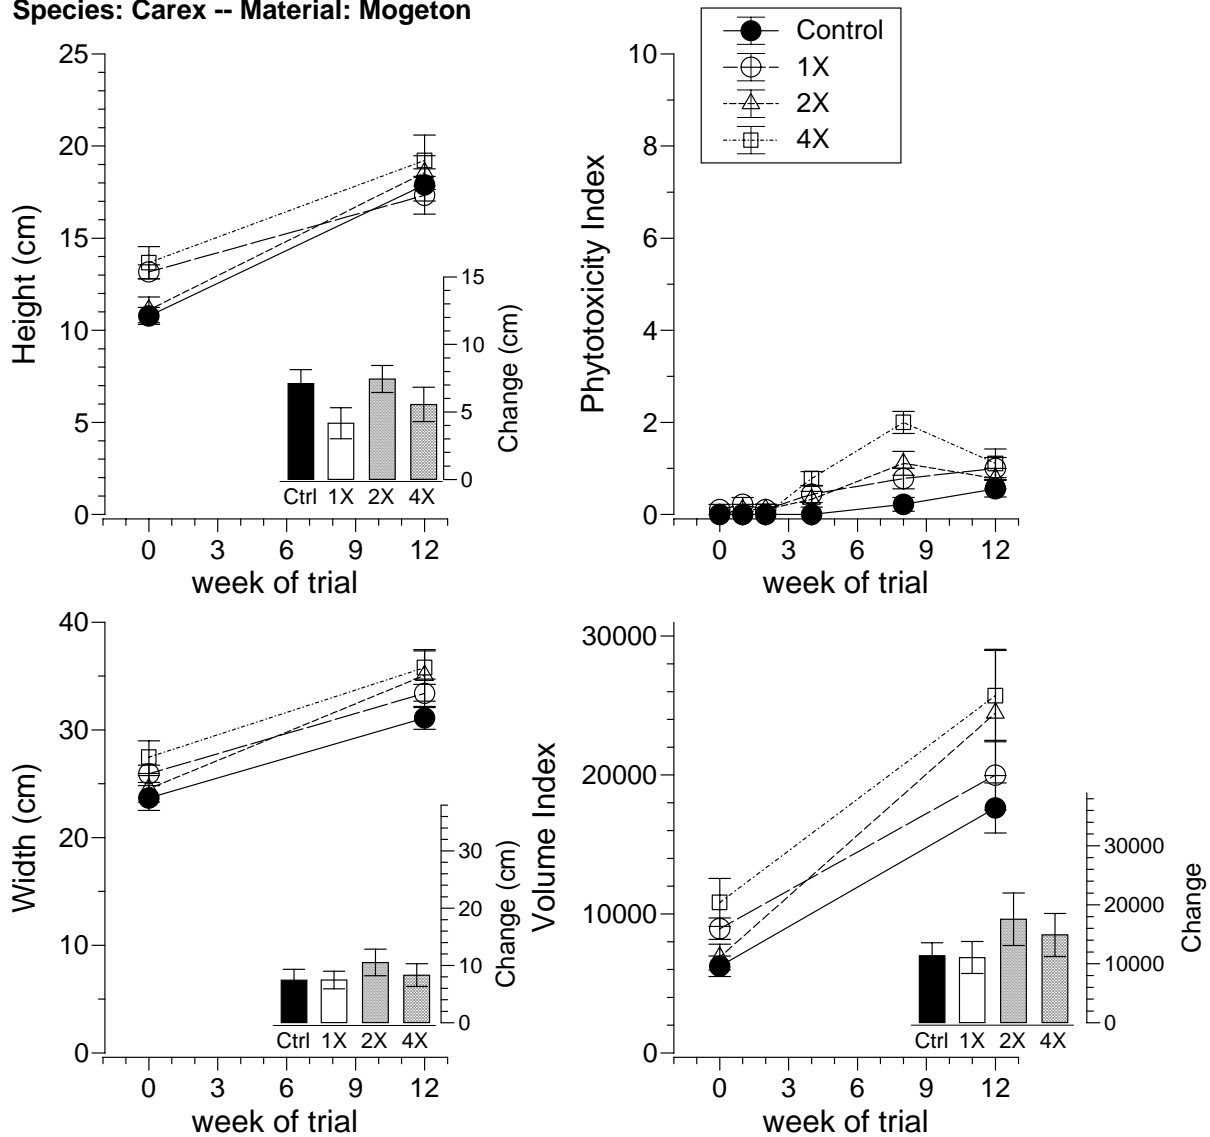 Species: Carex -- Material: Mogeton
Control
1X
2X
4X
Height (cm)
25
20
15
10
5
0
0 3 6 9 12
week of trial
Change (cm)
15
10
5
0
Ctrl 1X 2X 4X
Phytotoxicity Index
10
8
6
4
2
0
0 3 6 9 12
week of trial
Width (cm)
40
30
20
10
0
0 3 6 9 12
week of trial
Change (cm)
30
20
10
0
Ctrl 1X 2X 4X
Volume Index
30000
20000
10000
0
0 3 6 9 12
week of trial
Change
30000
20000
10000
0
Ctrl 1X 2X 4X